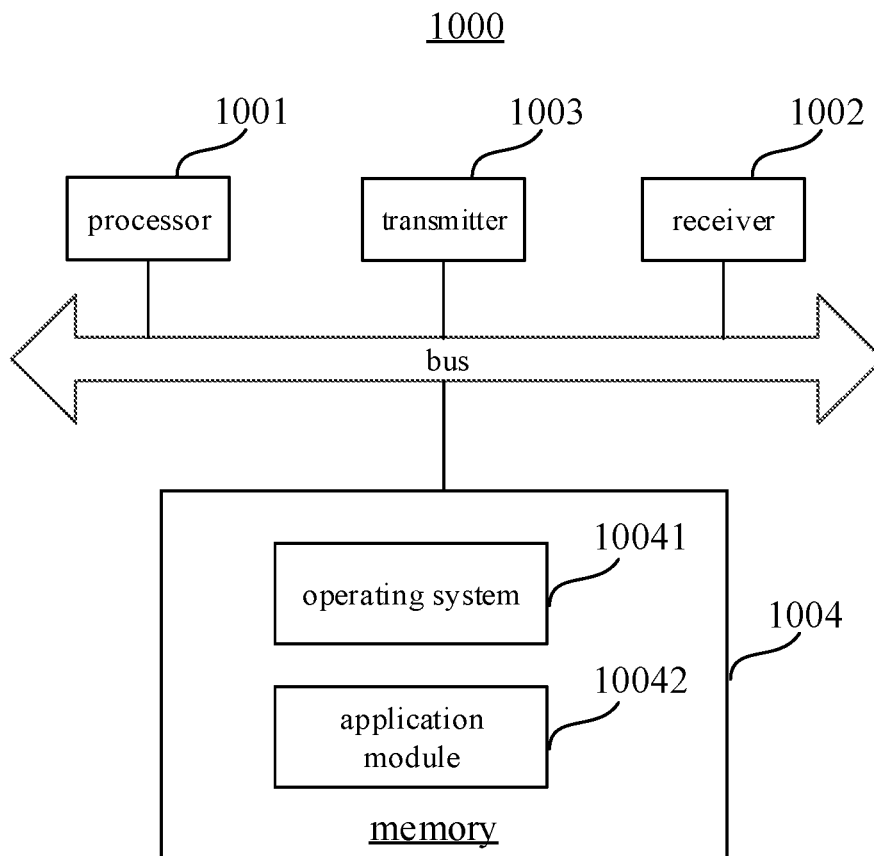 1000
1001
1003
1002
processor
transmitter
receiver
bus
10041
operating system
1004
10042
application
module
memory